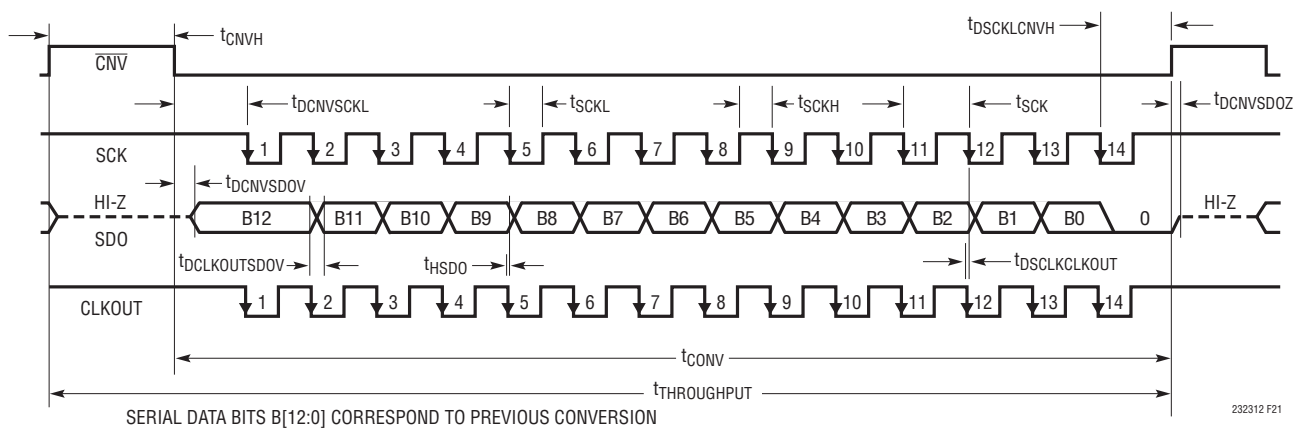 tCNVH
tDSCKLCNVH
CNV
tDCNVSCKL
tSCKL
tSCKH
tSCK
tDCNVSDOZ
SCK
1 2 3 4 5 6 7 8 9 10 11 12 13 14
tDCNVSDOV
HI-Z
SDO
B12 B11 B10 B9 B8 B7 B6 B5 B4 B3 B2 B1 B0 0
HI-Z
tDCLKOUTSDOV
tHSDO
tDSCLKCLKOUT
CLKOUT
1 2 3 4 5 6 7 8 9 10 11 12 13 14
tCONV
tTHROUGHPUT
SERIAL DATA BITS B[12:0] CORRESPOND TO PREVIOUS CONVERSION
232312 F21